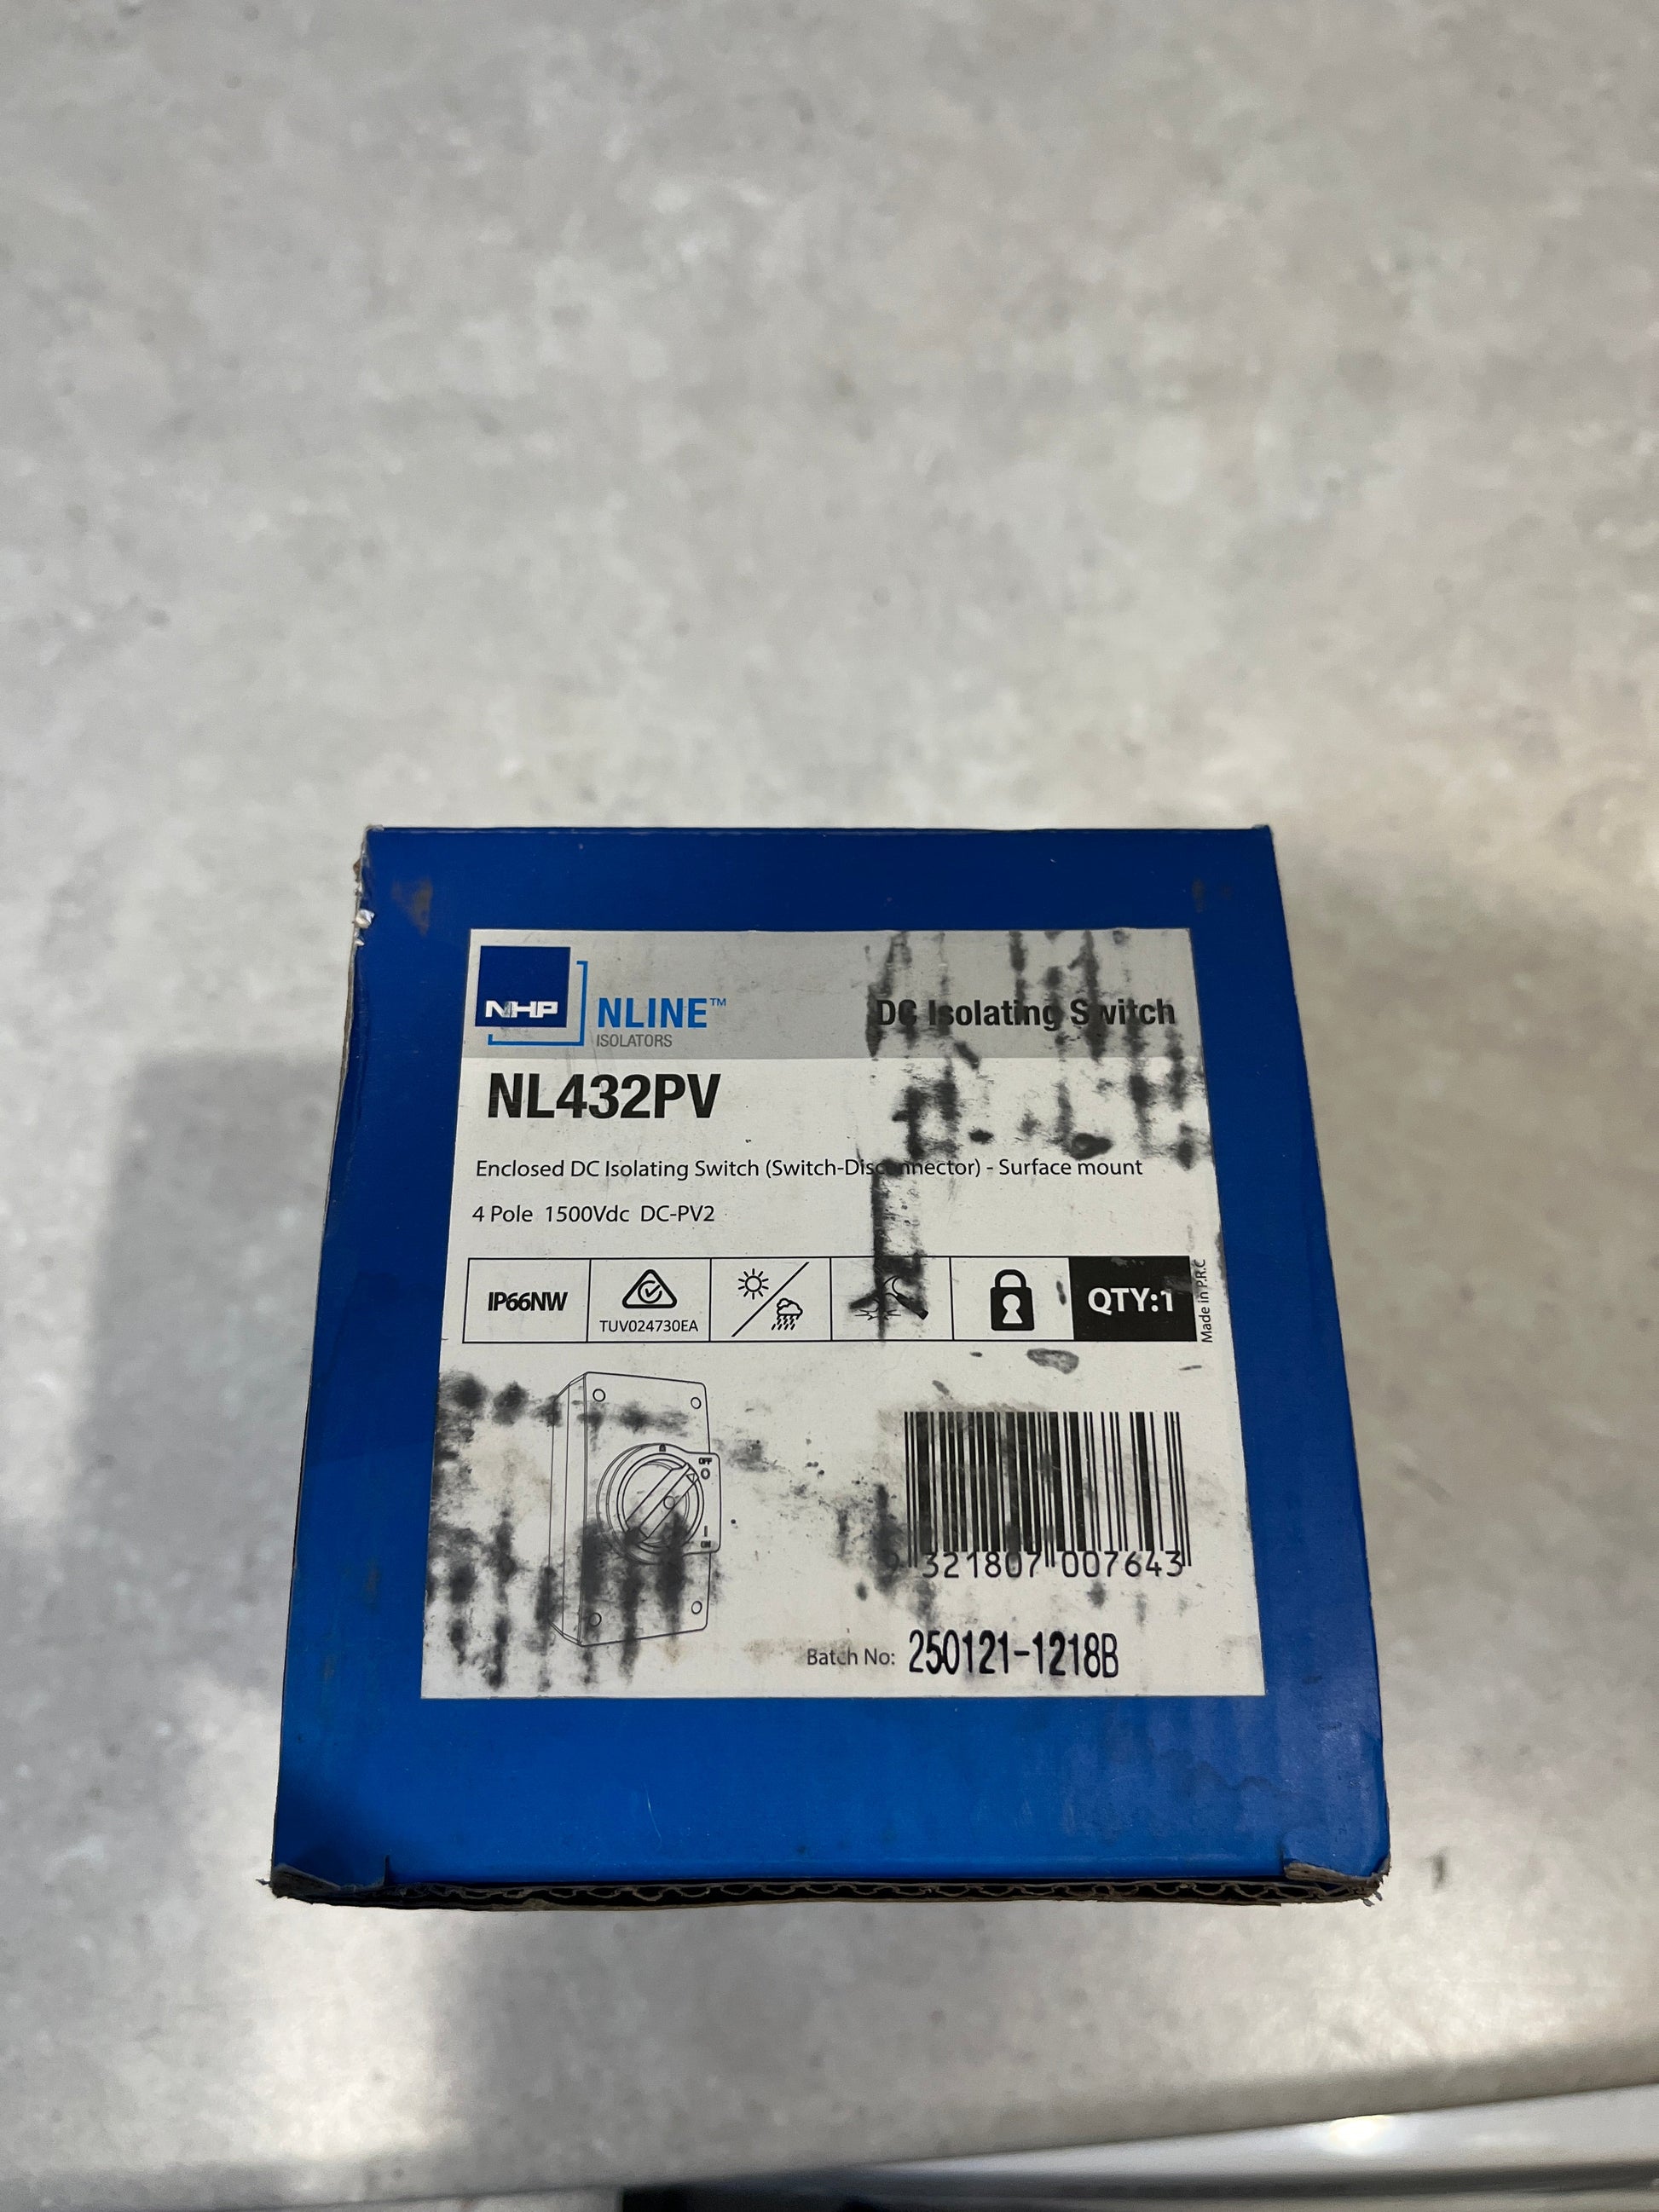 NHP
NLINE™
ISOLATORS
DC Isolating Switch
NL432PV
Enclosed DC Isolating Switch (Switch-Disconnector) - Surface mount
4 Pole 1500Vdc DC-PV2
IP66NW
TUV024730EA
QTY:1
Made in P.R.C
OFF
O
I
ON
9 321807 007643
Batch No: 250121-1218B